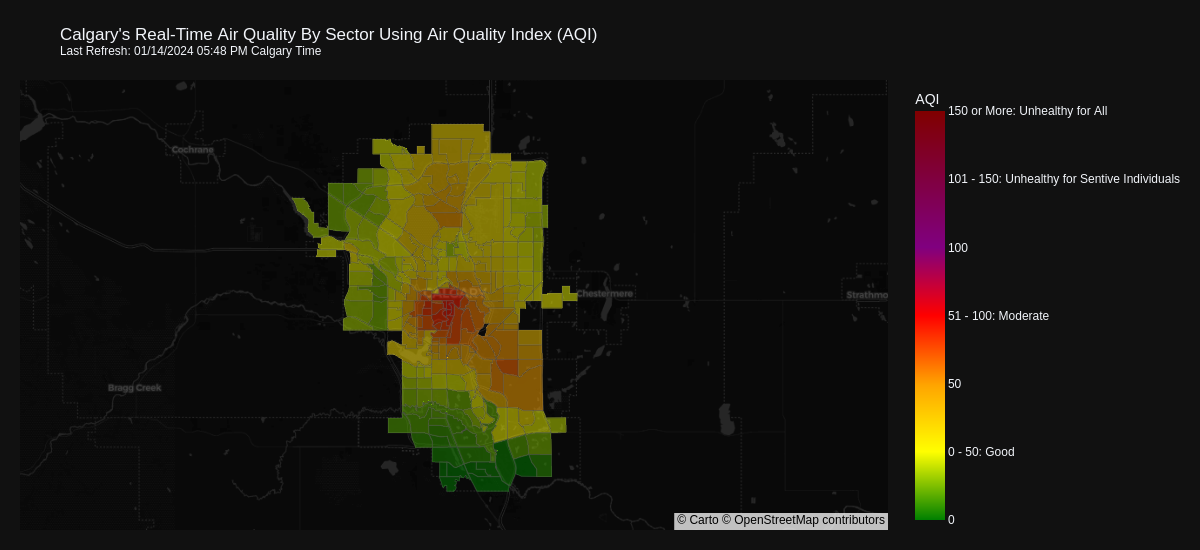 Calgary's Real-Time Air Quality By Sector Using Air Quality Index (AQI)
Last Refresh: 01/14/2024 05:48 PM Calgary Time
AQI
150 or More: Unhealthy for All
Cochrane
101 - 150: Unhealthy for Sentive Individuals
100
CALGARY
Chestermere
Strathmo
51 - 100: Moderate
Bragg Creek
50
0 - 50: Good
0
© Carto © OpenStreetMap contributors